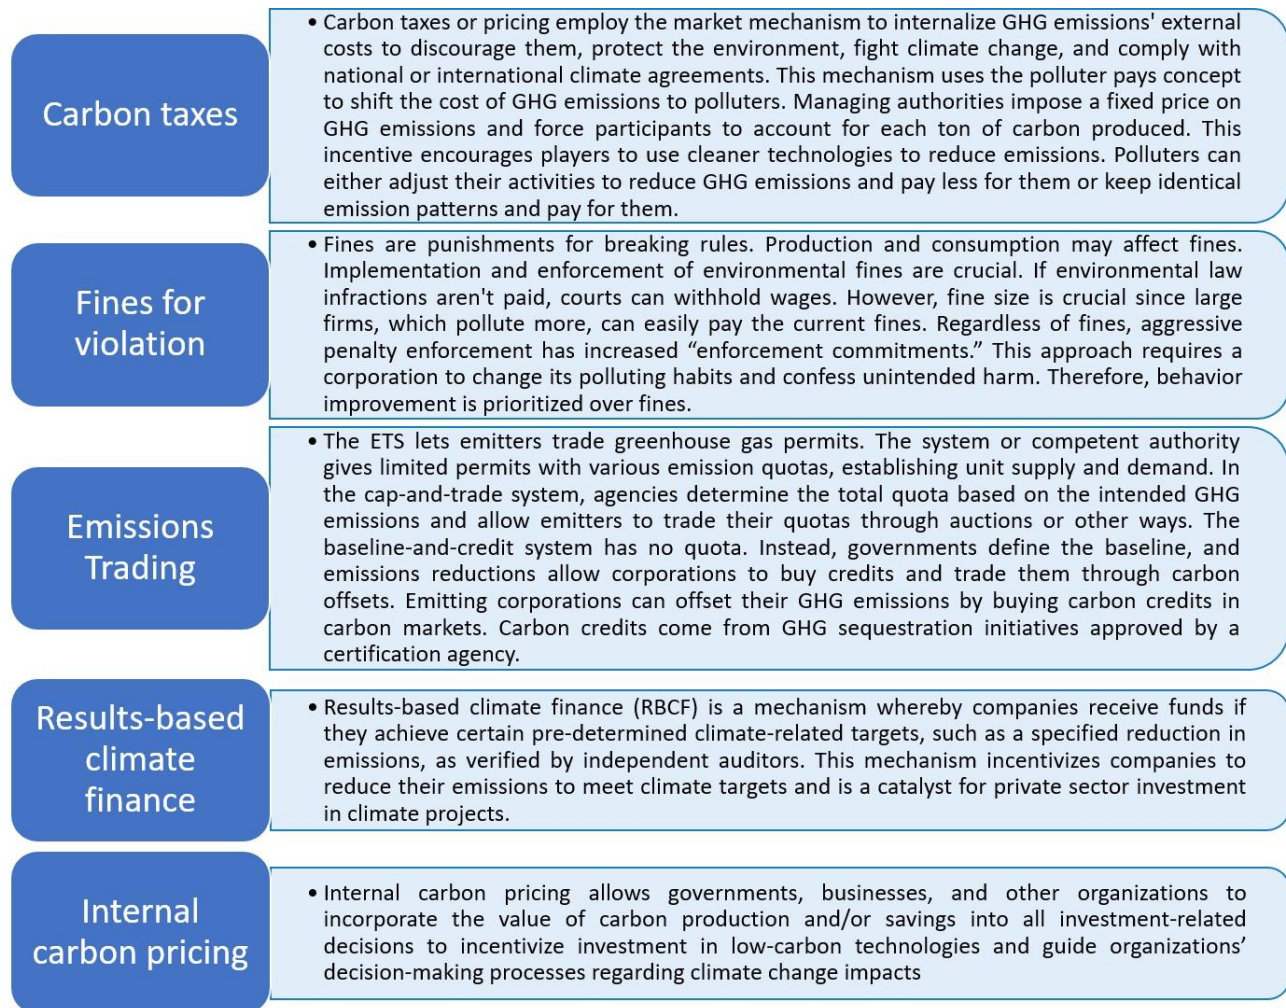 Carbon taxes
• Carbon taxes or pricing employ the market mechanism to internalize GHG emissions' external
costs to discourage them, protect the environment, fight climate change, and comply with
national or international climate agreements. This mechanism uses the polluter pays concept
to shift the cost of GHG emissions to polluters. Managing authorities impose a fixed price on
GHG emissions and force participants to account for each ton of carbon produced. This
incentive encourages players to use cleaner technologies to reduce emissions. Polluters can
either adjust their activities to reduce GHG emissions and pay less for them or keep identical
emission patterns and pay for them.
Fines for
violation
• Fines are punishments for breaking rules. Production and consumption may affect fines.
Implementation and enforcement of environmental fines are crucial. If environmental law
infractions aren't paid, courts can withhold wages. However, fine size is crucial since large
firms, which pollute more, can easily pay the current fines. Regardless of fines, aggressive
penalty enforcement has increased “enforcement commitments.” This approach requires a
corporation to change its polluting habits and confess unintended harm. Therefore, behavior
improvement is prioritized over fines.
Emissions
Trading
• The ETS lets emitters trade greenhouse gas permits. The system or competent authority
gives limited permits with various emission quotas, establishing unit supply and demand. In
the cap-and-trade system, agencies determine the total quota based on the intended GHG
emissions and allow emitters to trade their quotas through auctions or other ways. The
baseline-and-credit system has no quota. Instead, governments define the baseline, and
emissions reductions allow corporations to buy credits and trade them through carbon
offsets. Emitting corporations can offset their GHG emissions by buying carbon credits in
carbon markets. Carbon credits come from GHG sequestration initiatives approved by a
certification agency.
Results-based
climate
finance
• Results-based climate finance (RBCF) is a mechanism whereby companies receive funds if
they achieve certain pre-determined climate-related targets, such as a specified reduction in
emissions, as verified by independent auditors. This mechanism incentivizes companies to
reduce their emissions to meet climate targets and is a catalyst for private sector investment
in climate projects.
Internal
carbon pricing
• Internal carbon pricing allows governments, businesses, and other organizations to
incorporate the value of carbon production and/or savings into all investment-related
decisions to incentivize investment in low-carbon technologies and guide organizations’
decision-making processes regarding climate change impacts